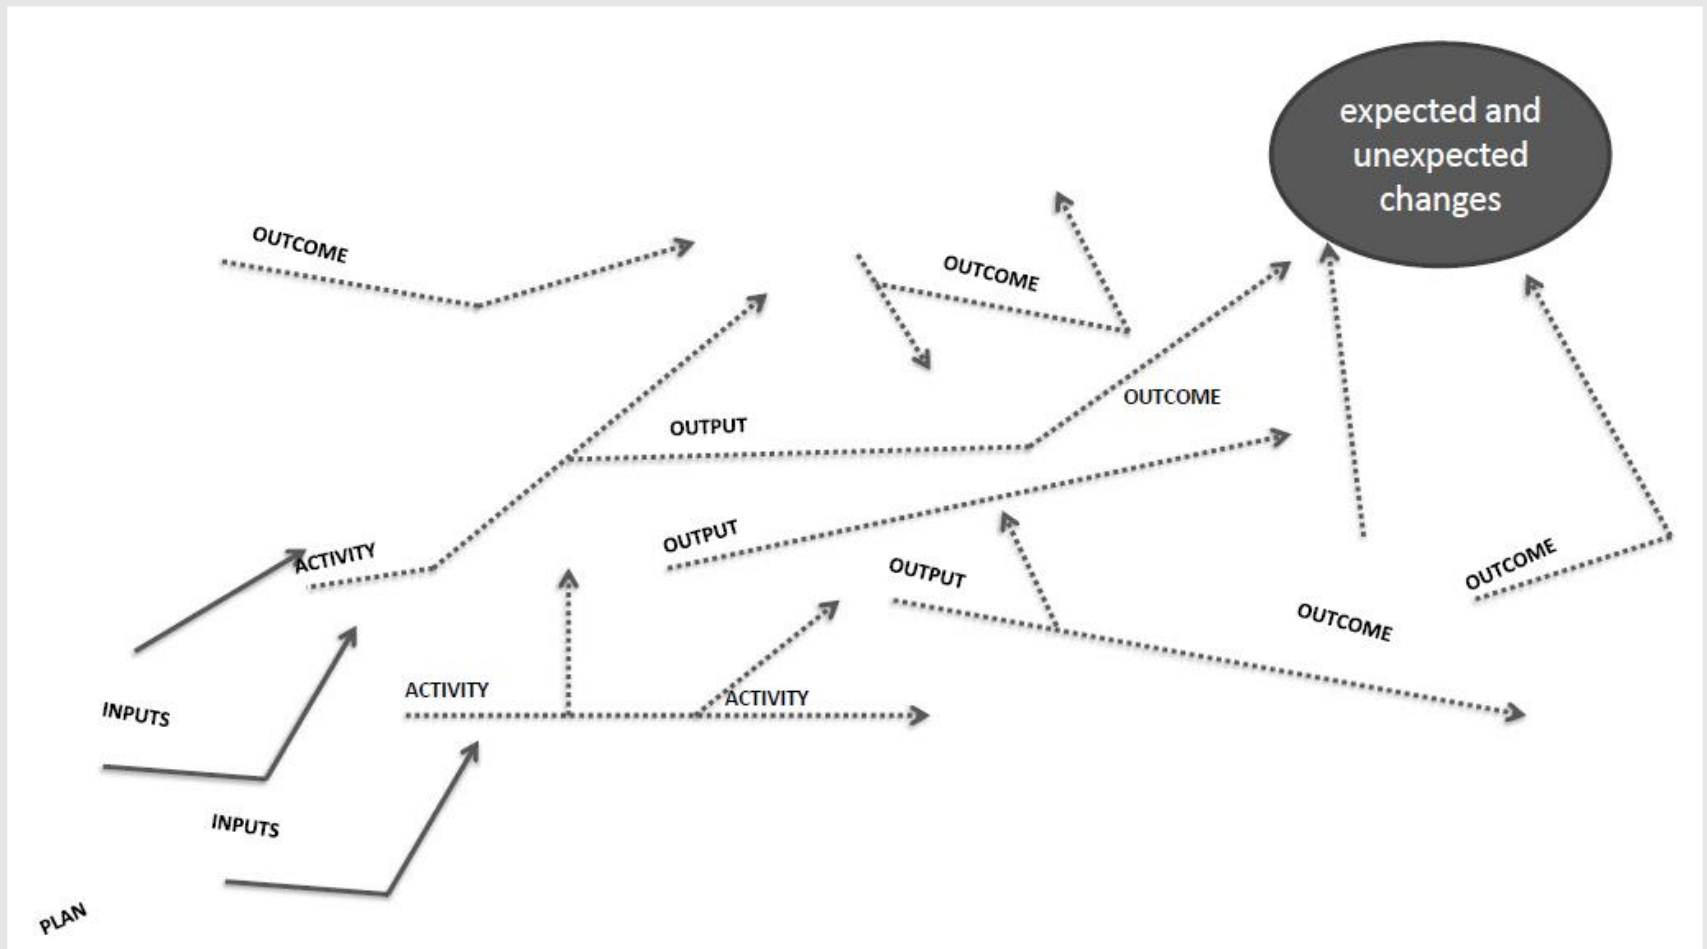 expected and
unexpected
changes
OUTCOME
OUTCOME
OUTCOME
OUTPUT
OUTPUT
ACTIVITY
OUTPUT
OUTCOME
OUTCOME
ACTIVITY
ACTIVITY
INPUTS
INPUTS
PLAN